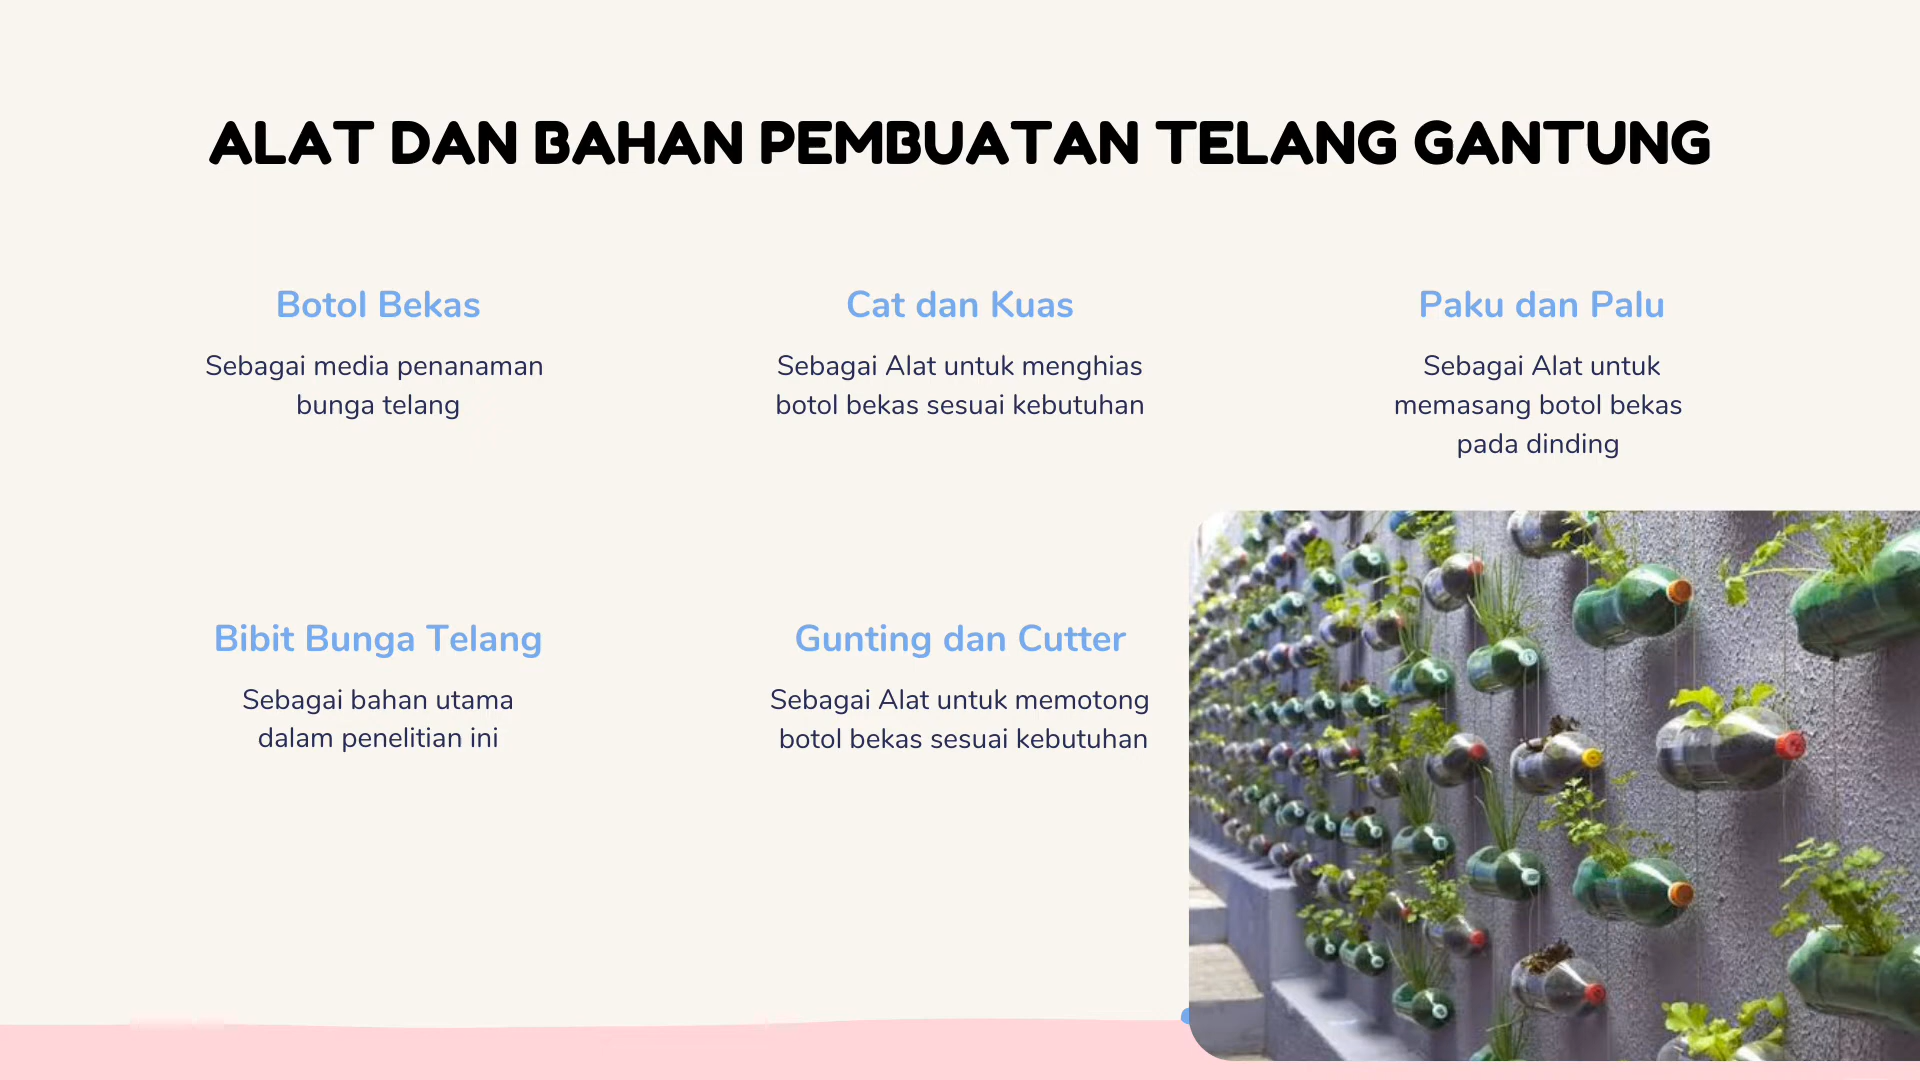 ALAT DAN BAHAN PEMBUATAN TELANG GANTUNG
Botol Bekas
Sebagai media penanaman
bunga telang
Cat dan Kuas
Sebagai Alat untuk menghias
botol bekas sesuai kebutuhan
Paku dan Palu
Sebagai Alat untuk
memasang botol bekas
pada dinding
Bibit Bunga Telang
Sebagai bahan utama
dalam penelitian ini
Gunting dan Cutter
Sebagai Alat untuk memotong
botol bekas sesuai kebutuhan